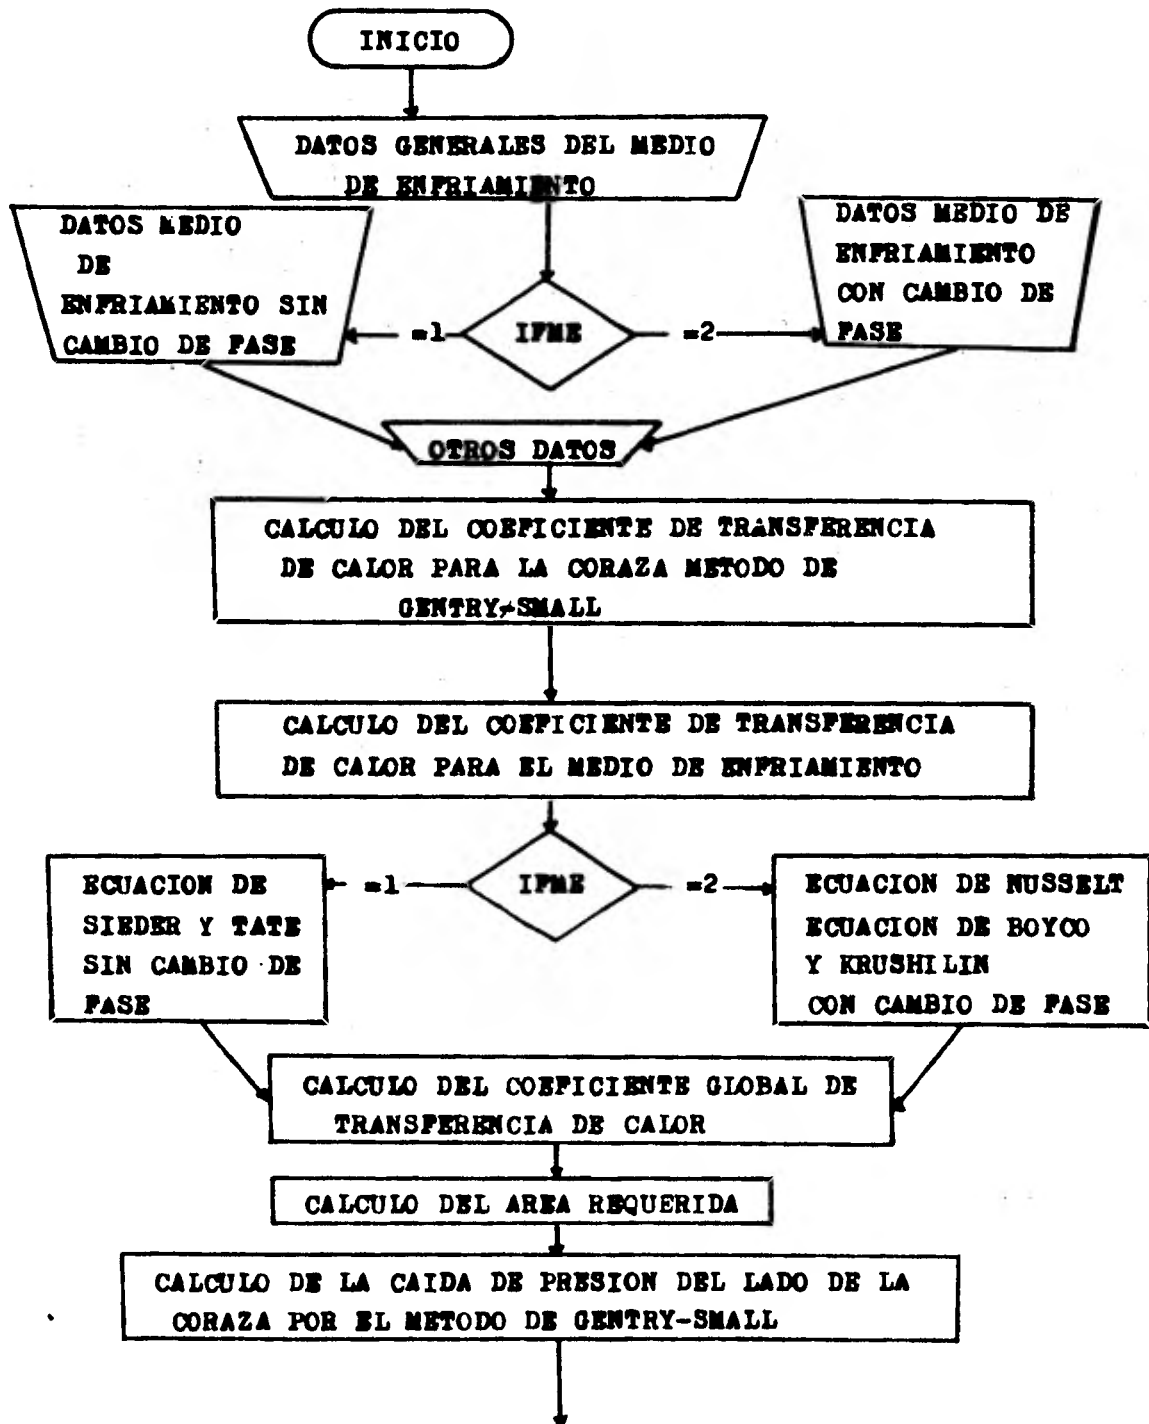 INICIO
DATOS GENERALES DEL MEDIO
DE ENFRIAMIENTO
DATOS MEDIO
DE
ENFRIAMIENTO SIN
CAMBIO DE FASE
DATOS MEDIO DE
ENFRIAMIENTO
CON CAMBIO DE
FASE
=1
IFME
=2
OTROS DATOS
CALCULO DEL COEFICIENTE DE TRANSFERENCIA
DE CALOR PARA LA CORAZA METODO DE
GENTRY-SMALL
CALCULO DEL COEFICIENTE DE TRANSFERENCIA
DE CALOR PARA EL MEDIO DE ENFRIAMIENTO
=1
IFME
=2
ECUACION DE
SIEDER Y TATE
SIN CAMBIO DE
FASE
ECUACION DE NUSSELT
ECUACION DE BOYCO
Y KRUSHILIN
CON CAMBIO DE FASE
CALCULO DEL COEFICIENTE GLOBAL DE
TRANSFERENCIA DE CALOR
CALCULO DEL AREA REQUERIDA
CALCULO DE LA CAIDA DE PRESION DEL LADO DE LA
CORAZA POR EL METODO DE GENTRY-SMALL